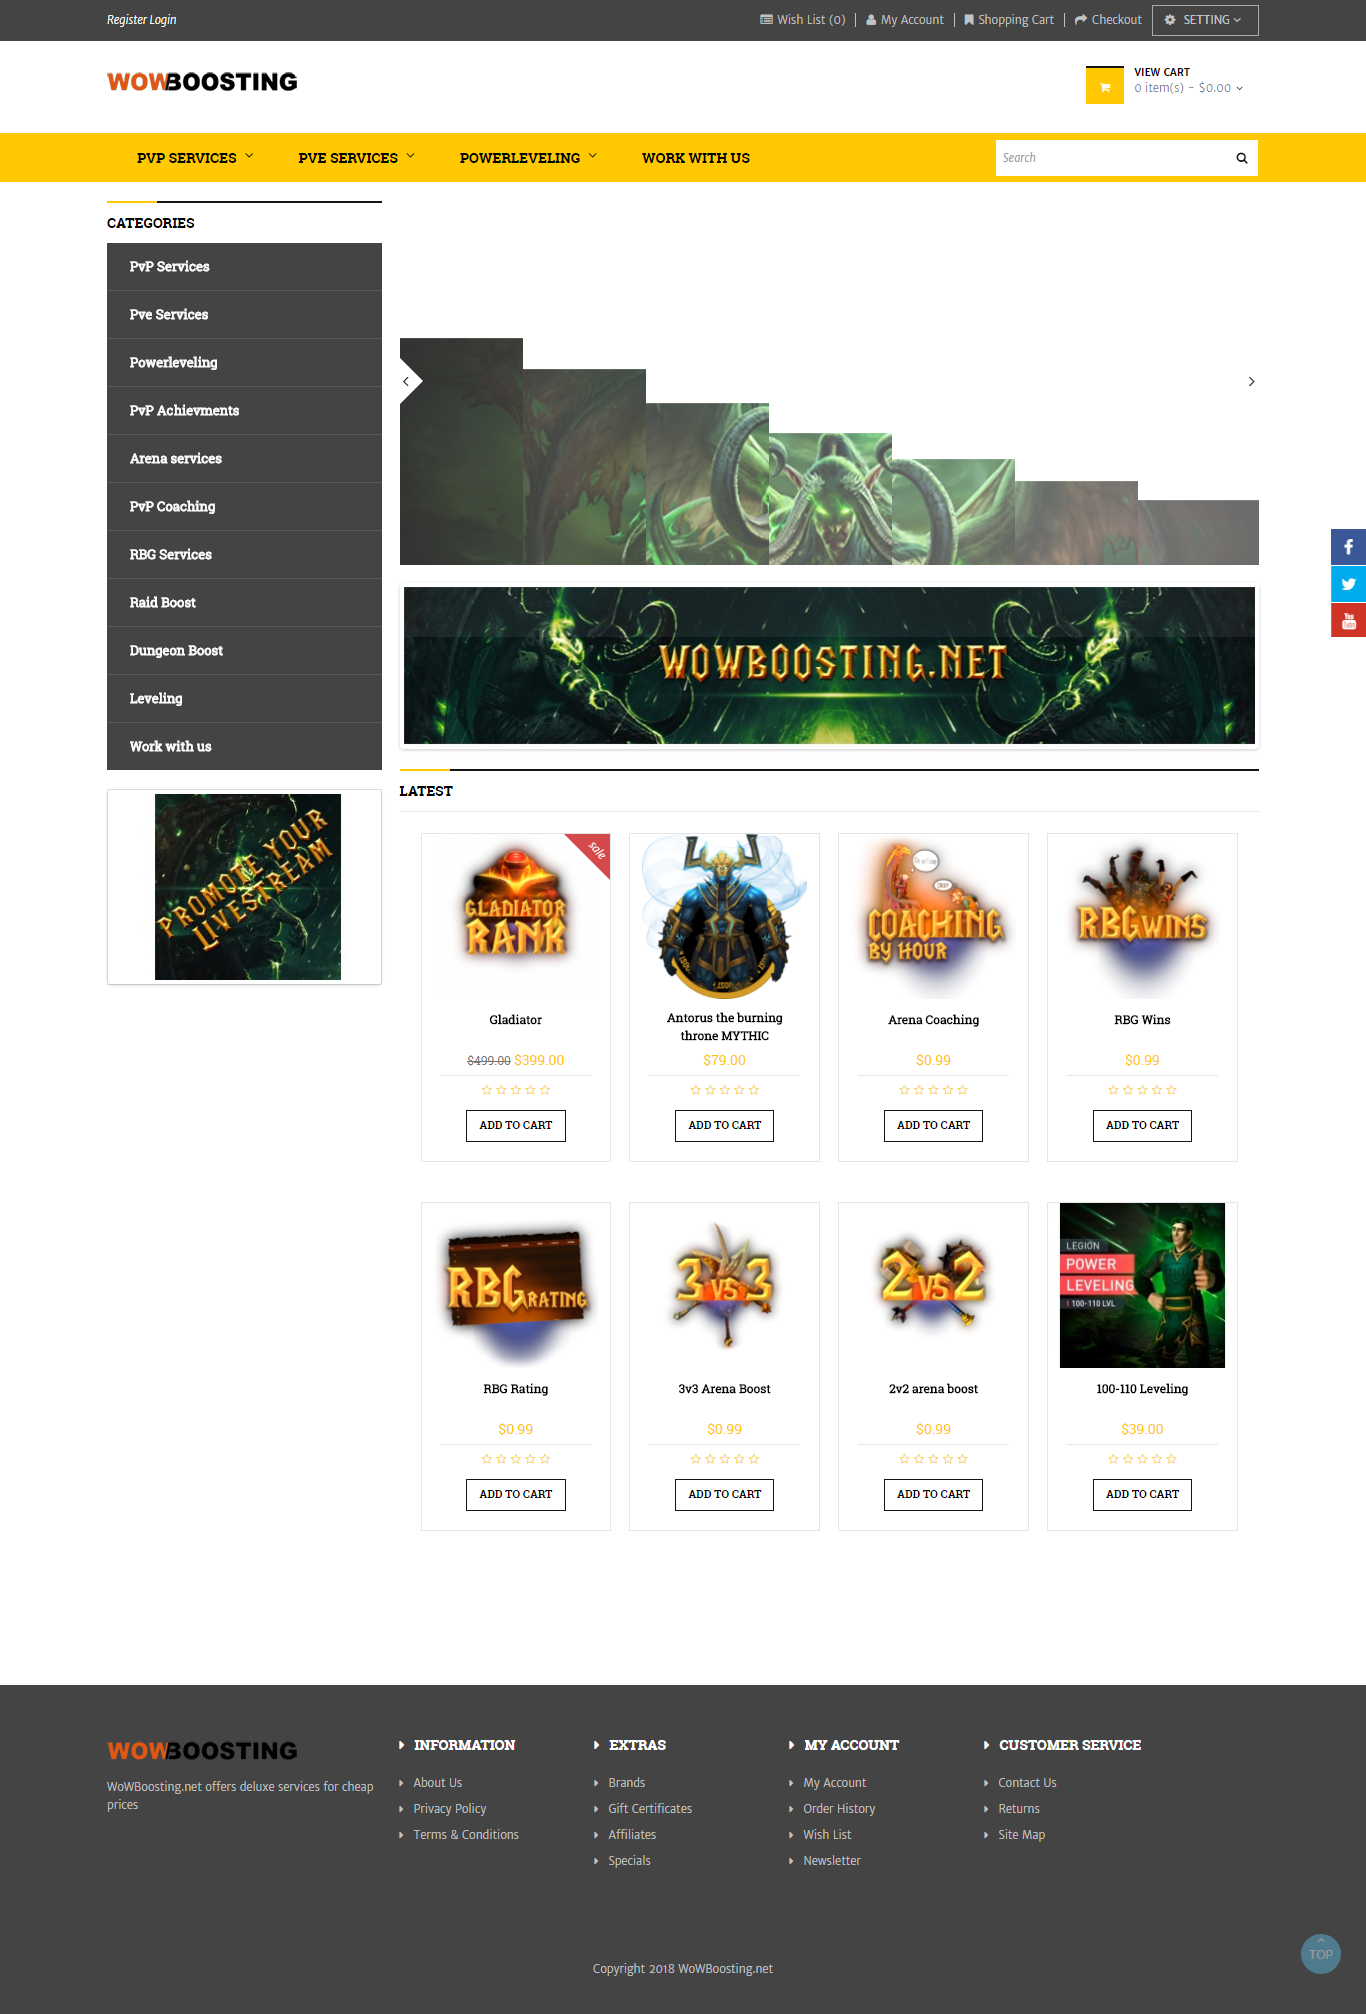 Register Login
Wish List (0)
My Account
Shopping Cart
Checkout
SETTING
WOWBOOSTING
VIEW CART
0 item(s) - $0.00
PVP SERVICES
PVE SERVICES
POWERLEVELING
WORK WITH US
Search
CATEGORIES
PvP Services
Pve Services
Powerleveling
PvP Achievments
Arena services
PvP Coaching
RBG Services
Raid Boost
Dungeon Boost
Leveling
Work with us
PROMOTE YOUR
LIVESTREAM
WOWBOOSTING.NET
LATEST
sale
GLADIATOR
RANK
Gladiator
$499.00 $399.00
ADD TO CART
Antorus the burning
throne MYTHIC
$79.00
ADD TO CART
COACHING
BY HOUR
Arena Coaching
$0.99
ADD TO CART
RBG WINS
RBG Wins
$0.99
ADD TO CART
RBG RATING
RBG Rating
$0.99
ADD TO CART
3 VS 3
3v3 Arena Boost
$0.99
ADD TO CART
2 VS 2
2v2 arena boost
$0.99
ADD TO CART
LEGION
POWER
LEVELING
100-110 LVL
100-110 Leveling
$39.00
ADD TO CART
WOWBOOSTING
WoWBoosting.net offers deluxe services for cheap
prices
INFORMATION
About Us
Privacy Policy
Terms & Conditions
EXTRAS
Brands
Gift Certificates
Affiliates
Specials
MY ACCOUNT
My Account
Order History
Wish List
Newsletter
CUSTOMER SERVICE
Contact Us
Returns
Site Map
TOP
Copyright 2018 WoWBoosting.net